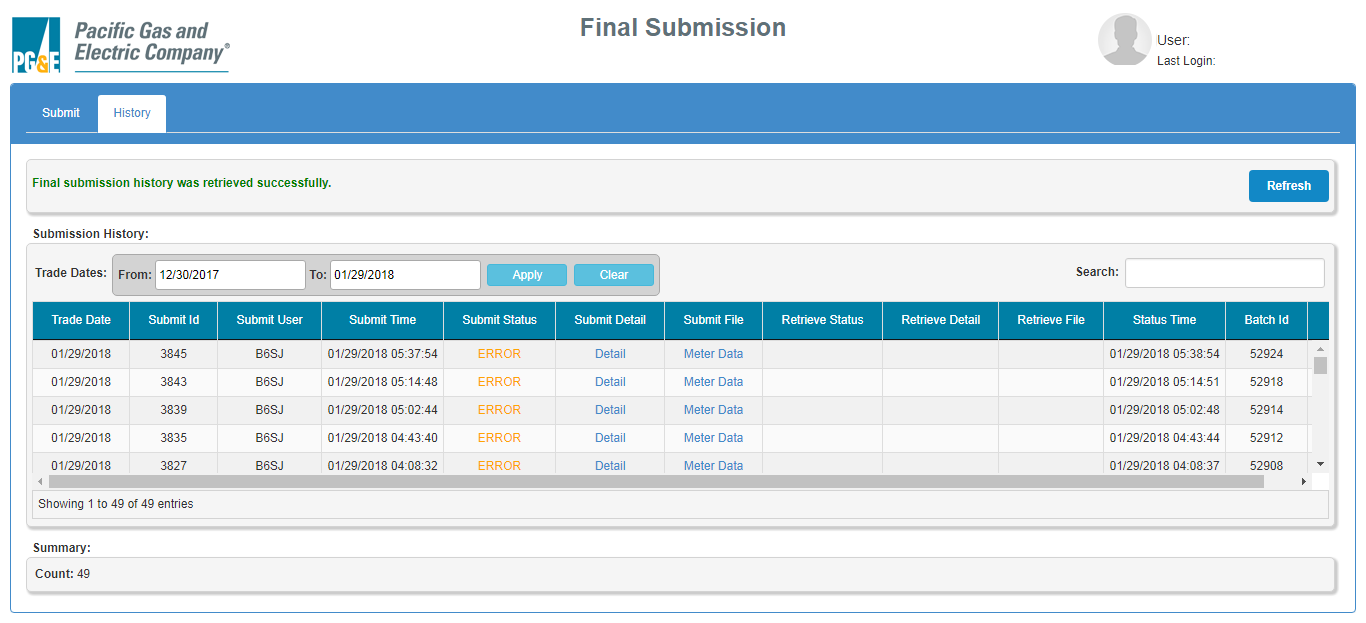 PG&E
Pacific Gas and
Electric Company®
Final Submission
User:
Last Login:
Submit History
Final submission history was retrieved successfully. Refresh
Submission History:
Trade Dates: From: 12/30/2017 To: 01/29/2018 Apply Clear Search:
Trade Date Submit Id Submit User Submit Time Submit Status Submit Detail Submit File Retrieve Status Retrieve Detail Retrieve File Status Time Batch Id
01/29/2018 3845 B6SJ 01/29/2018 05:37:54 ERROR Detail Meter Data 01/29/2018 05:38:54 52924
01/29/2018 3843 B6SJ 01/29/2018 05:14:48 ERROR Detail Meter Data 01/29/2018 05:14:51 52918
01/29/2018 3839 B6SJ 01/29/2018 05:02:44 ERROR Detail Meter Data 01/29/2018 05:02:48 52914
01/29/2018 3835 B6SJ 01/29/2018 04:43:40 ERROR Detail Meter Data 01/29/2018 04:43:44 52912
01/29/2018 3827 B6SJ 01/29/2018 04:08:32 ERROR Detail Meter Data 01/29/2018 04:08:37 52908
Showing 1 to 49 of 49 entries
Summary:
Count: 49